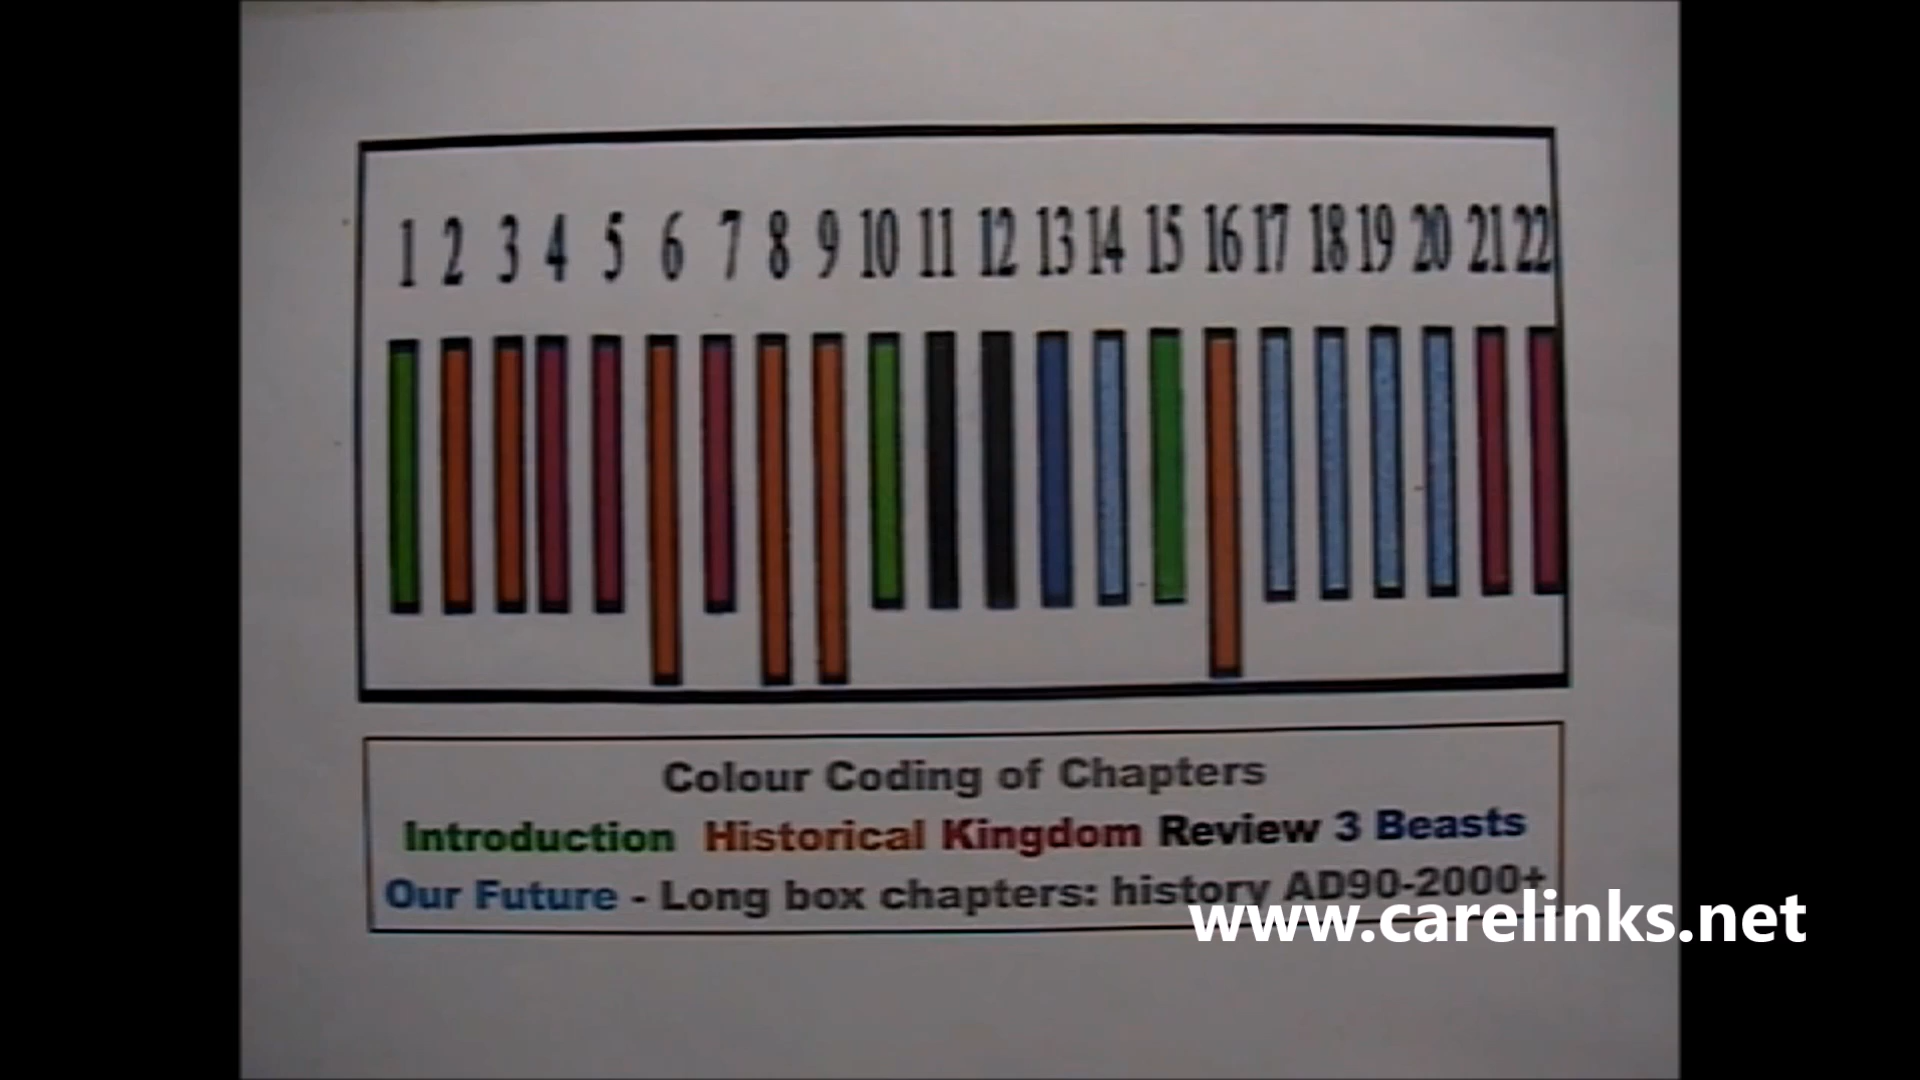 1 2 3 4 5 6 7 8 9 10 11 12 13 14 15 16 17 18 19 20 21 22
Colour Coding of Chapters
Introduction Historical Kingdom Review 3 Beasts
Our Future - Long box chapters: history AD90-2000+
www.carelinks.net